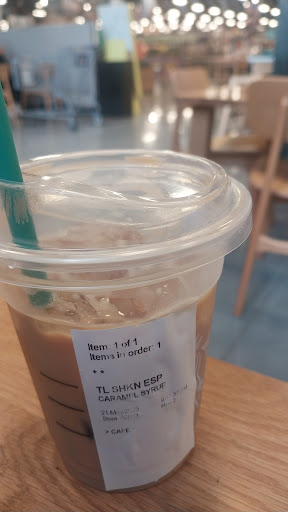 Item: 1 of 1
Items in order: 1
* *
TL SHKN ESP
CARAMEL SYRUP
> CAFE